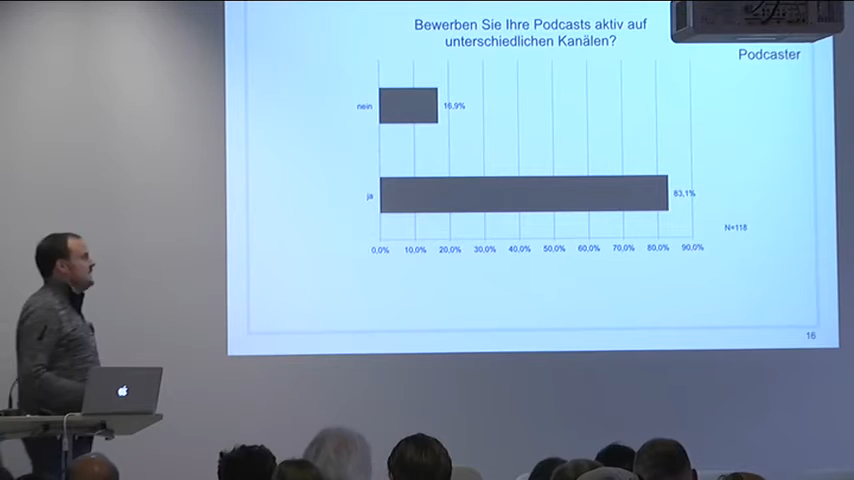 Bewerben Sie Ihre Podcasts aktiv auf
unterschiedlichen Kanälen?
Podcaster
nein
16,9%
ja
83,1%
N=118
0,0%
10,0%
20,0%
30,0%
40,0%
50,0%
60,0%
70,0%
80,0%
90,0%
16